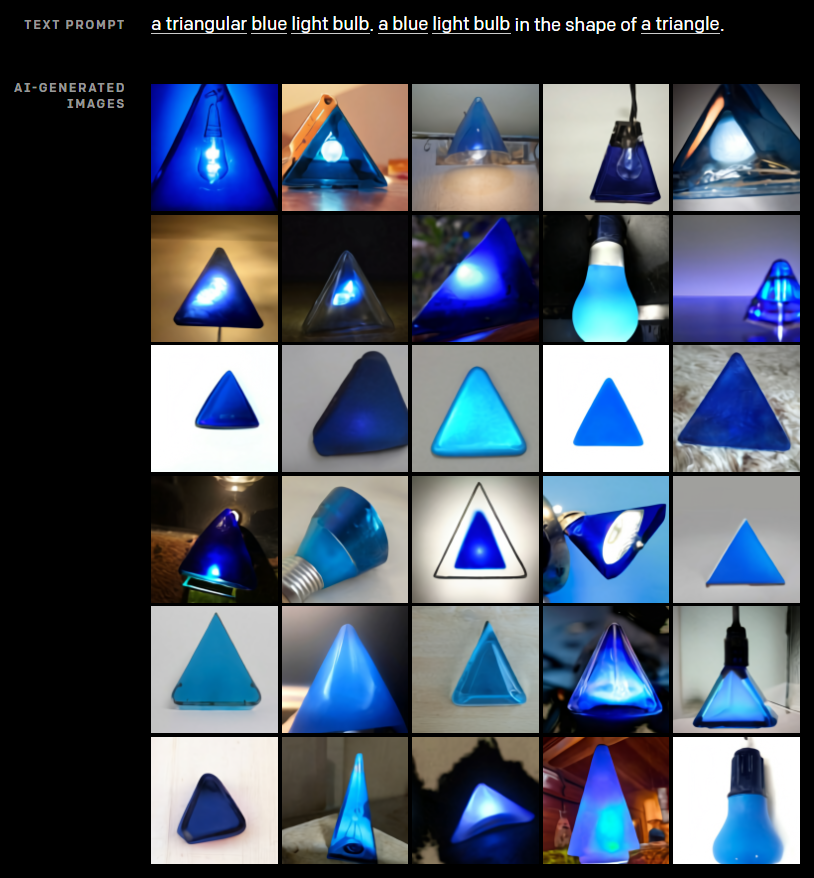 TEXT PROMPT
a triangular blue light bulb. a blue light bulb in the shape of a triangle.
AI-GENERATED
IMAGES